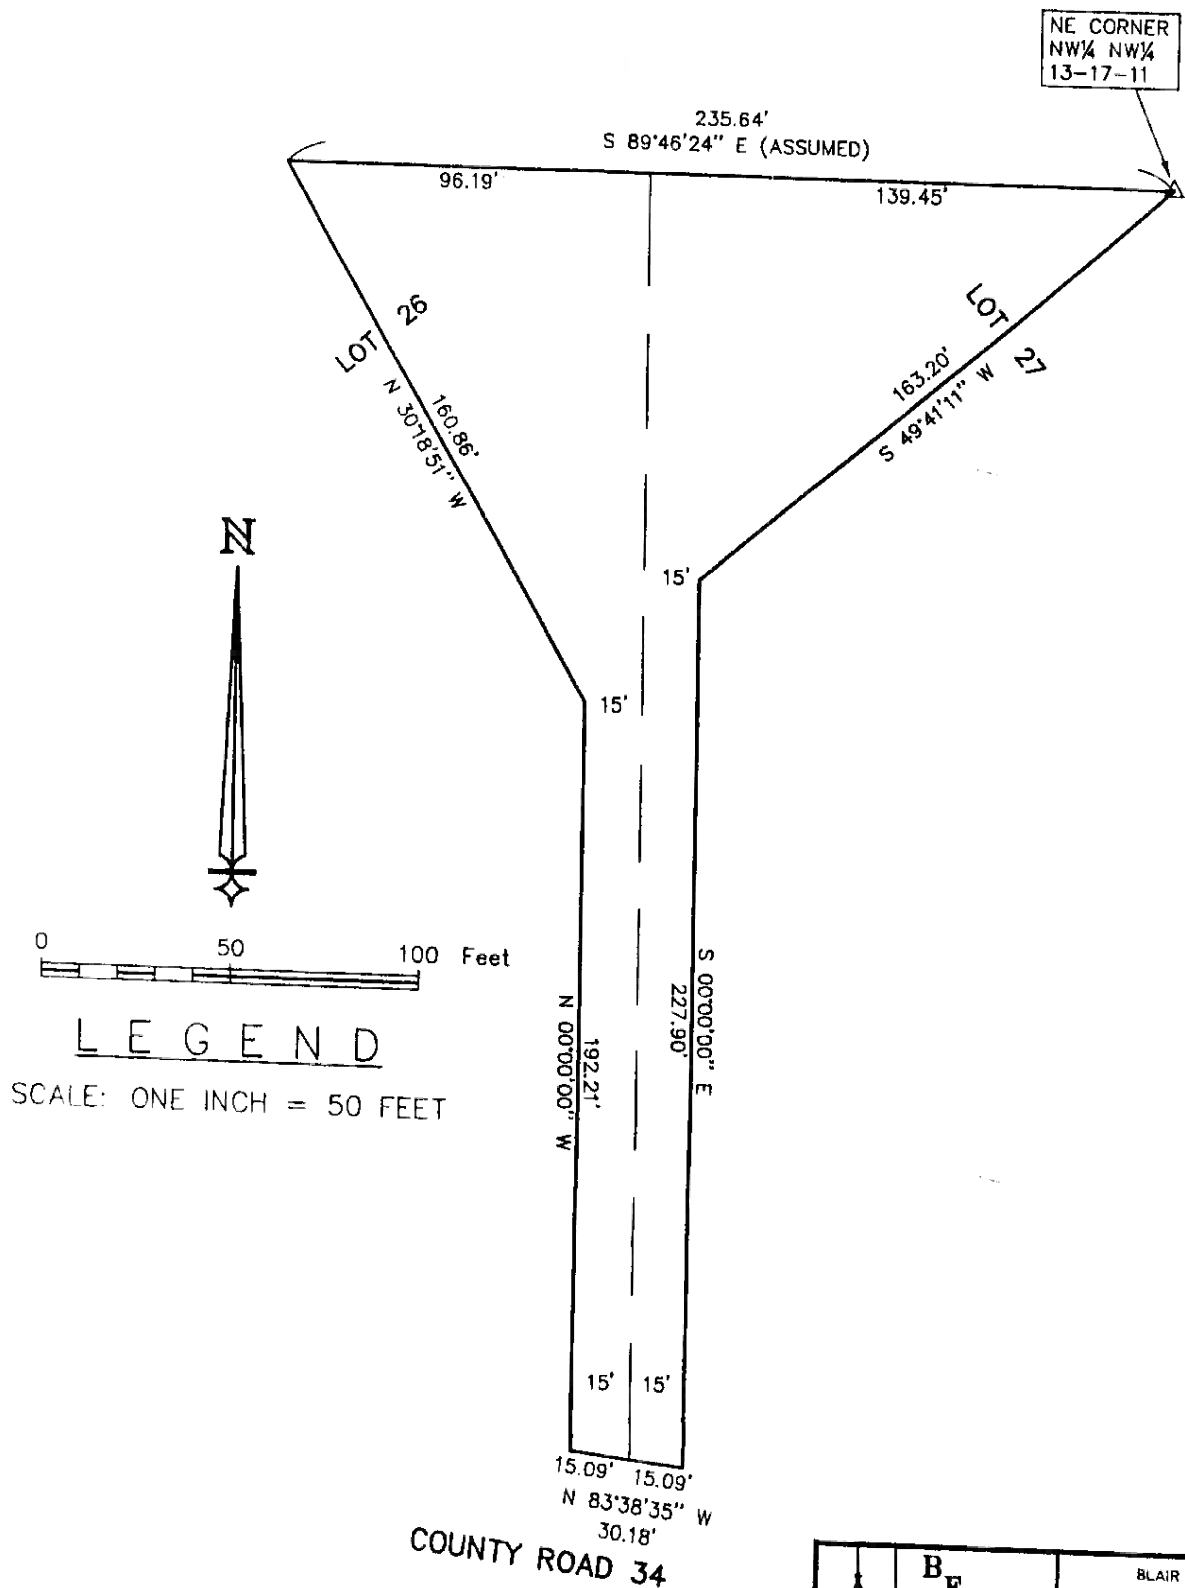 NE CORNER
NW¼ NW¼
13-17-11
235.64'
S 89°46'24" E (ASSUMED)
96.19'
139.45'
LOT 26
N 30°18'51" W
160.86'
LOT 27
163.20'
S 49°41'11" W
15'
15'
N
0 50 100 Feet
LEGEND
SCALE: ONE INCH = 50 FEET
N 00°00'00" W
192.21'
S 00°00'00" E
227.90'
15' 15'
15.09' 15.09'
N 83°38'35" W
30.18'
COUNTY ROAD 34
B
E
BLAIR